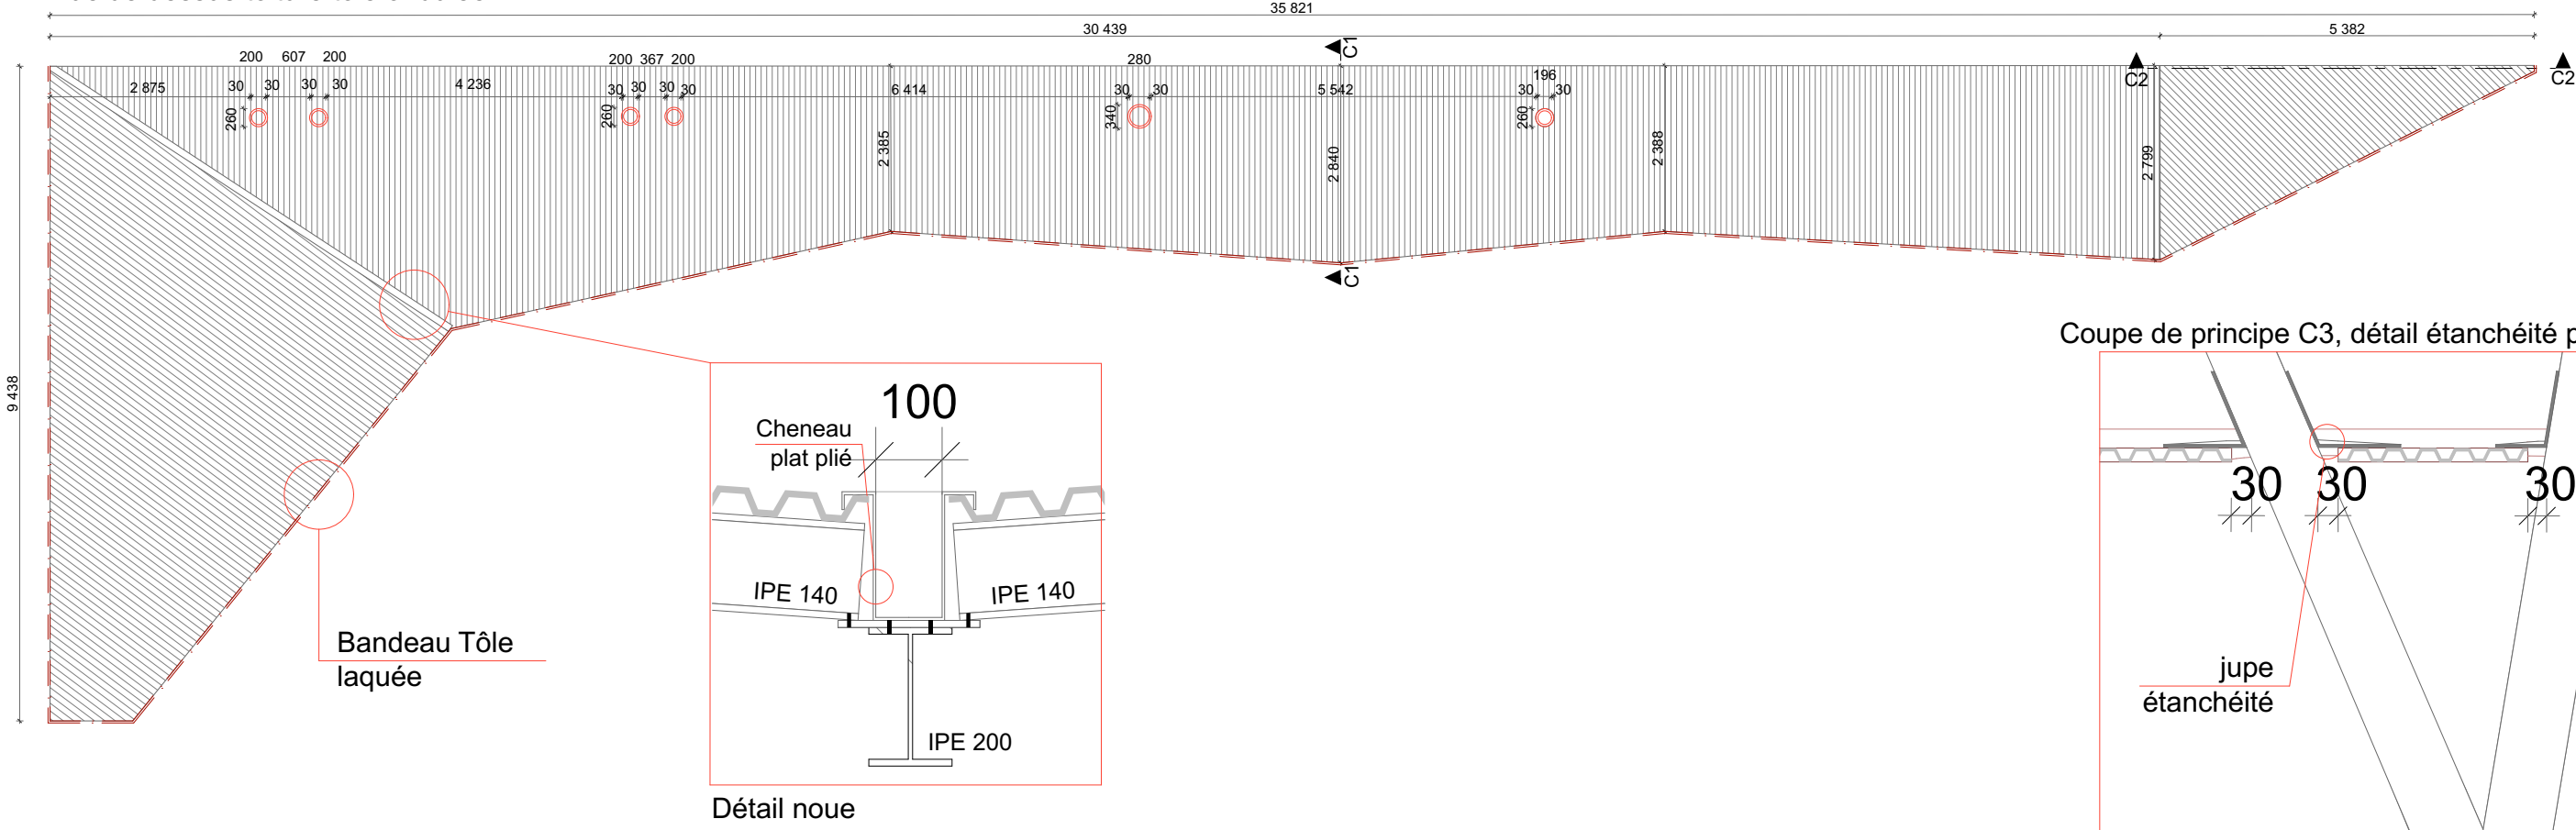 35 821
30 439
5 382
C1
200 607 200
200 367 200
280
196
C2
C2
2 875
30 30 30 30
4 236
30 30 30 30
6 414
30 30
5 542
30 30
260
260
340
260
2 385
2 840
2 388
2 799
C1
9 438
Coupe de principe C3, détail étanchéité p
100
Cheneau
plat plié
IPE 140
IPE 140
IPE 200
Détail noue
Bandeau Tôle
laquée
30 30 30
jupe
étanchéité